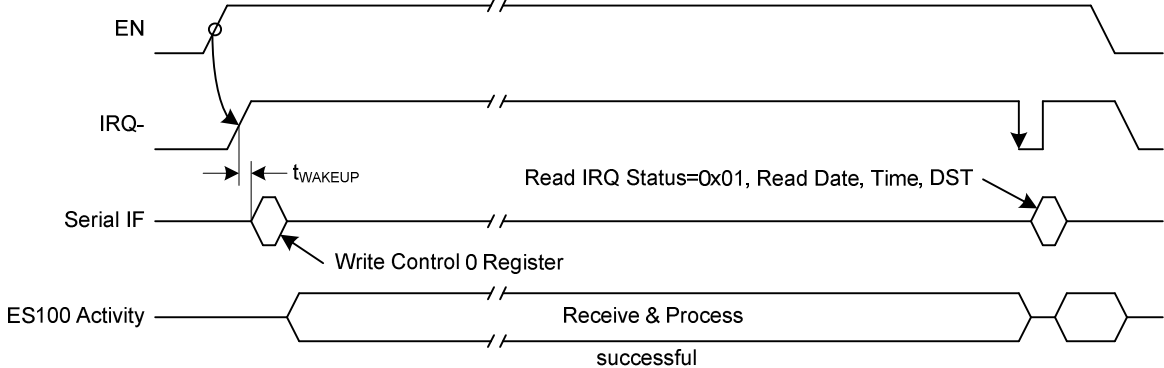 EN
IRQ-
tWAKEUP
Read IRQ Status=0x01, Read Date, Time, DST
Serial IF
Write Control 0 Register
ES100 Activity
Receive & Process
successful